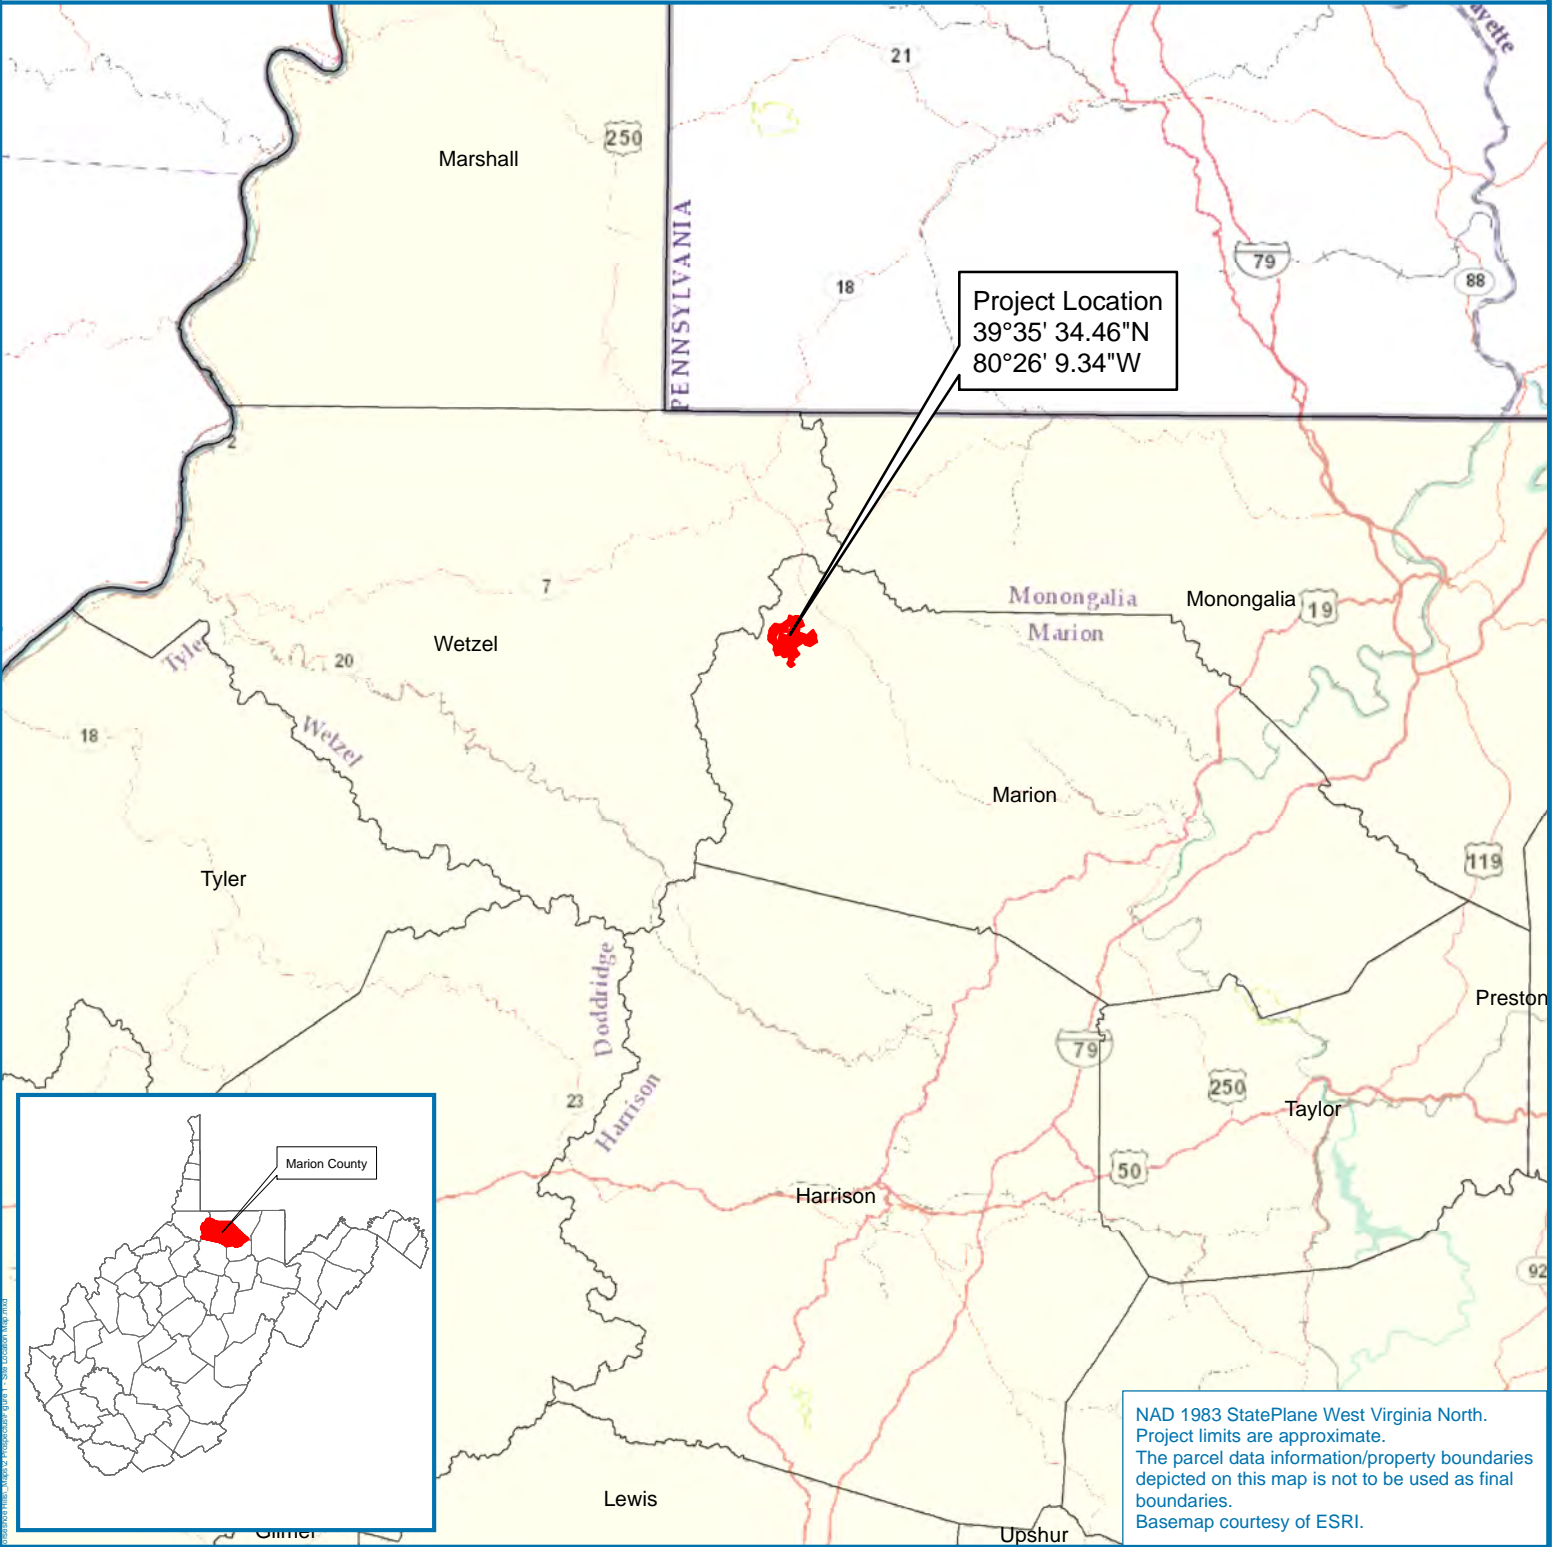 ayette
21
250
Marshall
PENNSYLVANIA
79
18
88
Project Location
39°35' 34.46"N
80°26' 9.34"W
2
7
Monongalia
Monongalia
19
Marion
Wetzel
Tyler
20
18
Wetzel
Marion
119
Tyler
Doddridge
Preston
79
250
23
Harrison
Taylor
50
Harrison
92
Marion County
Lewis
Upshur
Gilmer
NAD 1983 StatePlane West Virginia North.
Project limits are approximate.
The parcel data information/property boundaries
depicted on this map is not to be used as final
boundaries.
Basemap courtesy of ESRI.